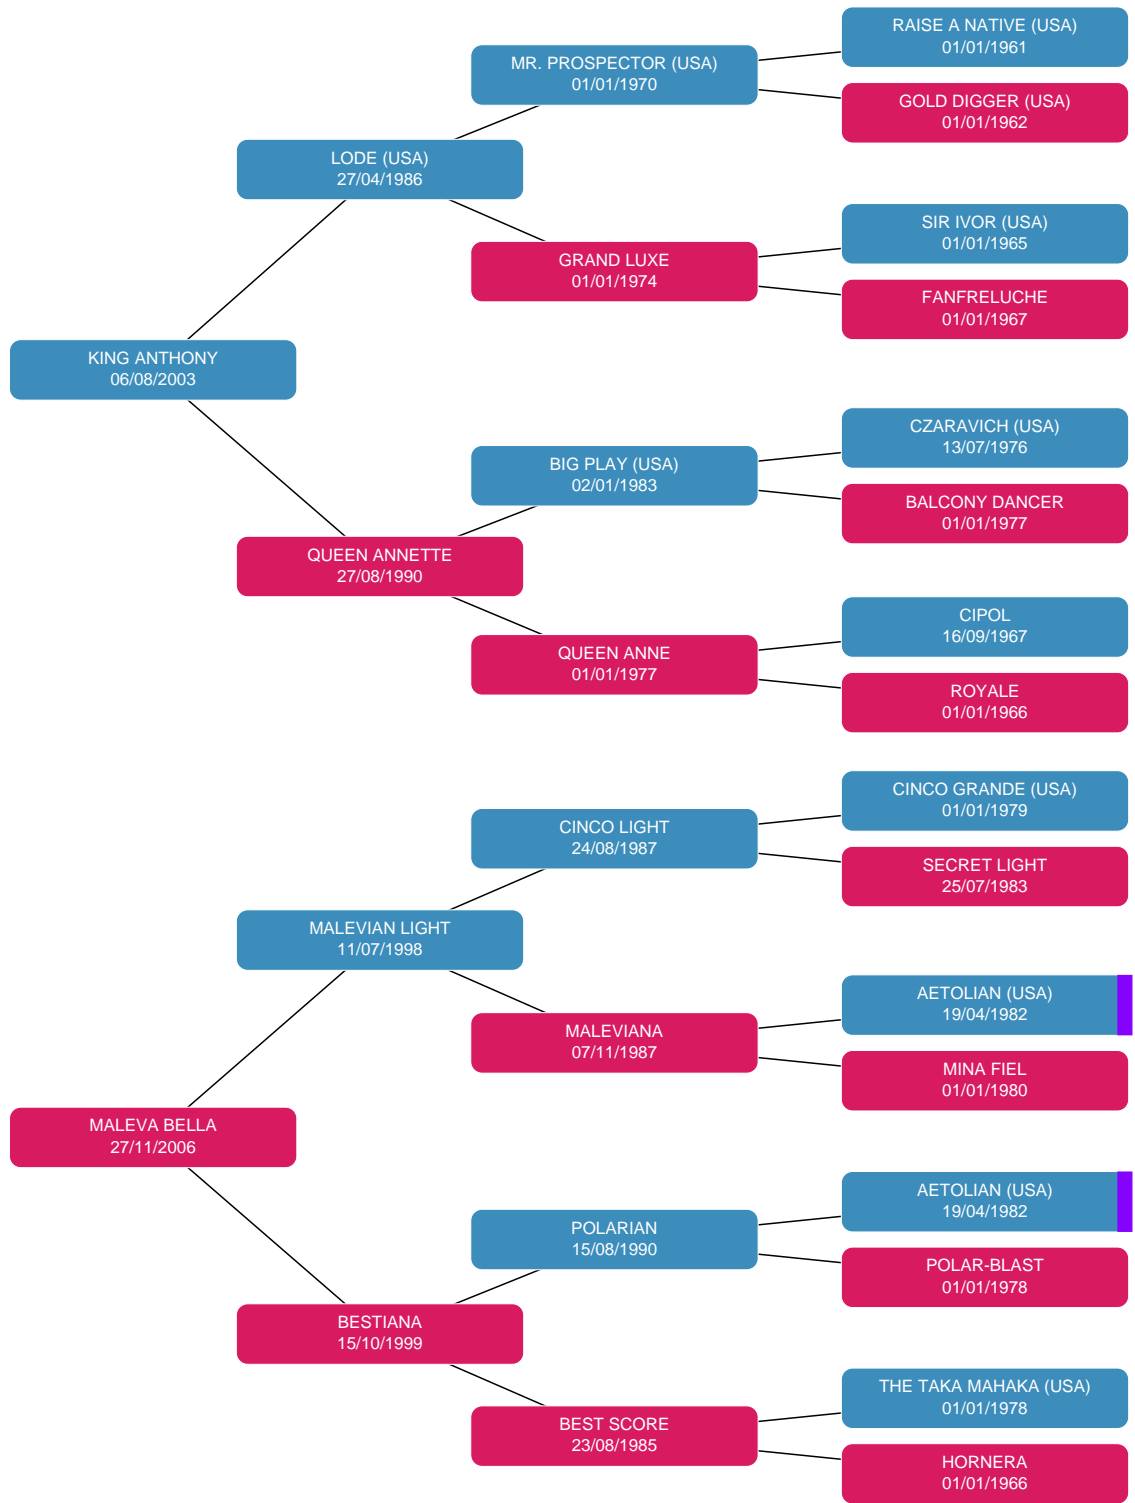 RAISE A NATIVE (USA)
01/01/1961
MR. PROSPECTOR (USA)
01/01/1970
GOLD DIGGER (USA)
01/01/1962
LODE (USA)
27/04/1986
SIR IVOR (USA)
01/01/1965
GRAND LUXE
01/01/1974
FANFRELUCHE
01/01/1967
KING ANTHONY
06/08/2003
CZARAVICH (USA)
13/07/1976
BIG PLAY (USA)
02/01/1983
BALCONY DANCER
01/01/1977
QUEEN ANNETTE
27/08/1990
CIPOL
16/09/1967
QUEEN ANNE
01/01/1977
ROYALE
01/01/1966
CINCO GRANDE (USA)
01/01/1979
CINCO LIGHT
24/08/1987
SECRET LIGHT
25/07/1983
MALEVIAN LIGHT
11/07/1998
AETOLIAN (USA)
19/04/1982
MALEVIANA
07/11/1987
MINA FIEL
01/01/1980
MALEVA BELLA
27/11/2006
AETOLIAN (USA)
19/04/1982
POLARIAN
15/08/1990
POLAR-BLAST
01/01/1978
BESTIANA
15/10/1999
THE TAKA MAHAKA (USA)
01/01/1978
BEST SCORE
23/08/1985
HORNERA
01/01/1966